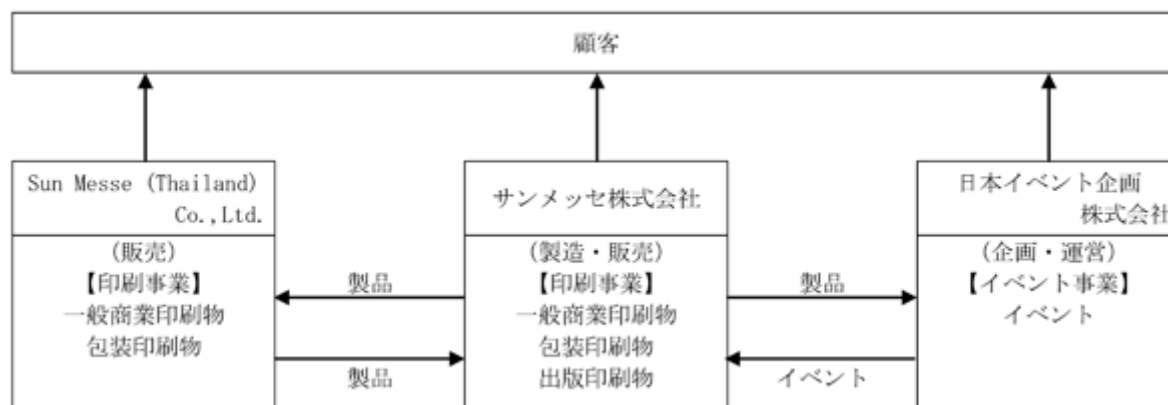 顧客
Sun Messe (Thailand)
Co.,Ltd.
(販売)
【印刷事業】
一般商業印刷物
包装印刷物
製品
製品
サンメッセ株式会社
(製造・販売)
【印刷事業】
一般商業印刷物
包装印刷物
出版印刷物
製品
イベント
日本イベント企画
株式会社
(企画・運営)
【イベント事業】
イベント